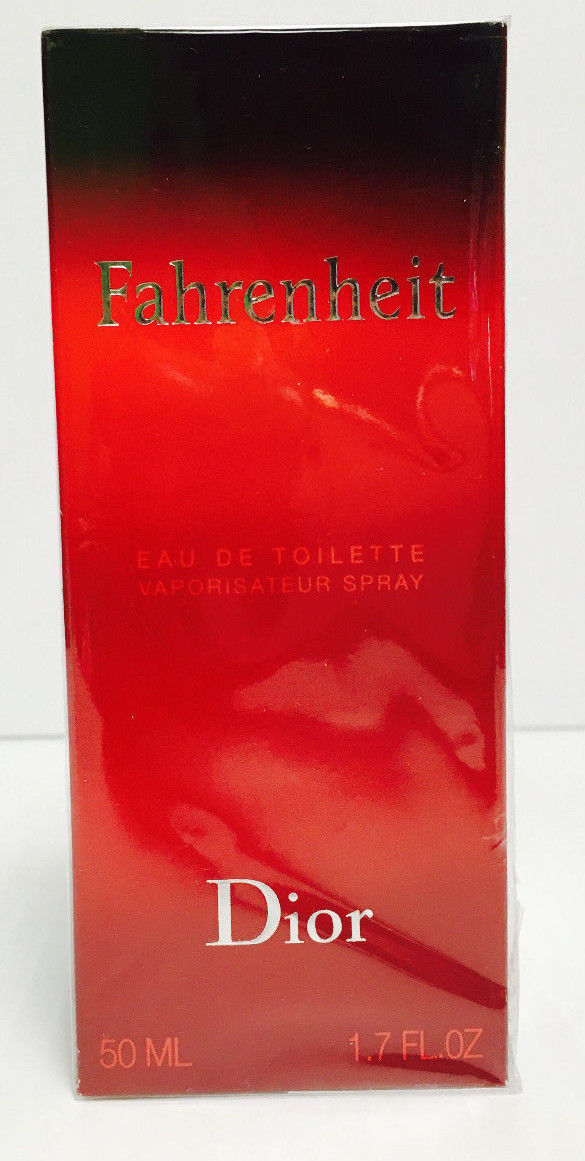 Fahrenheit
EAU DE TOILETTE
VAPORISATEUR SPRAY
Dior
50 ML 1.7 FL.OZ